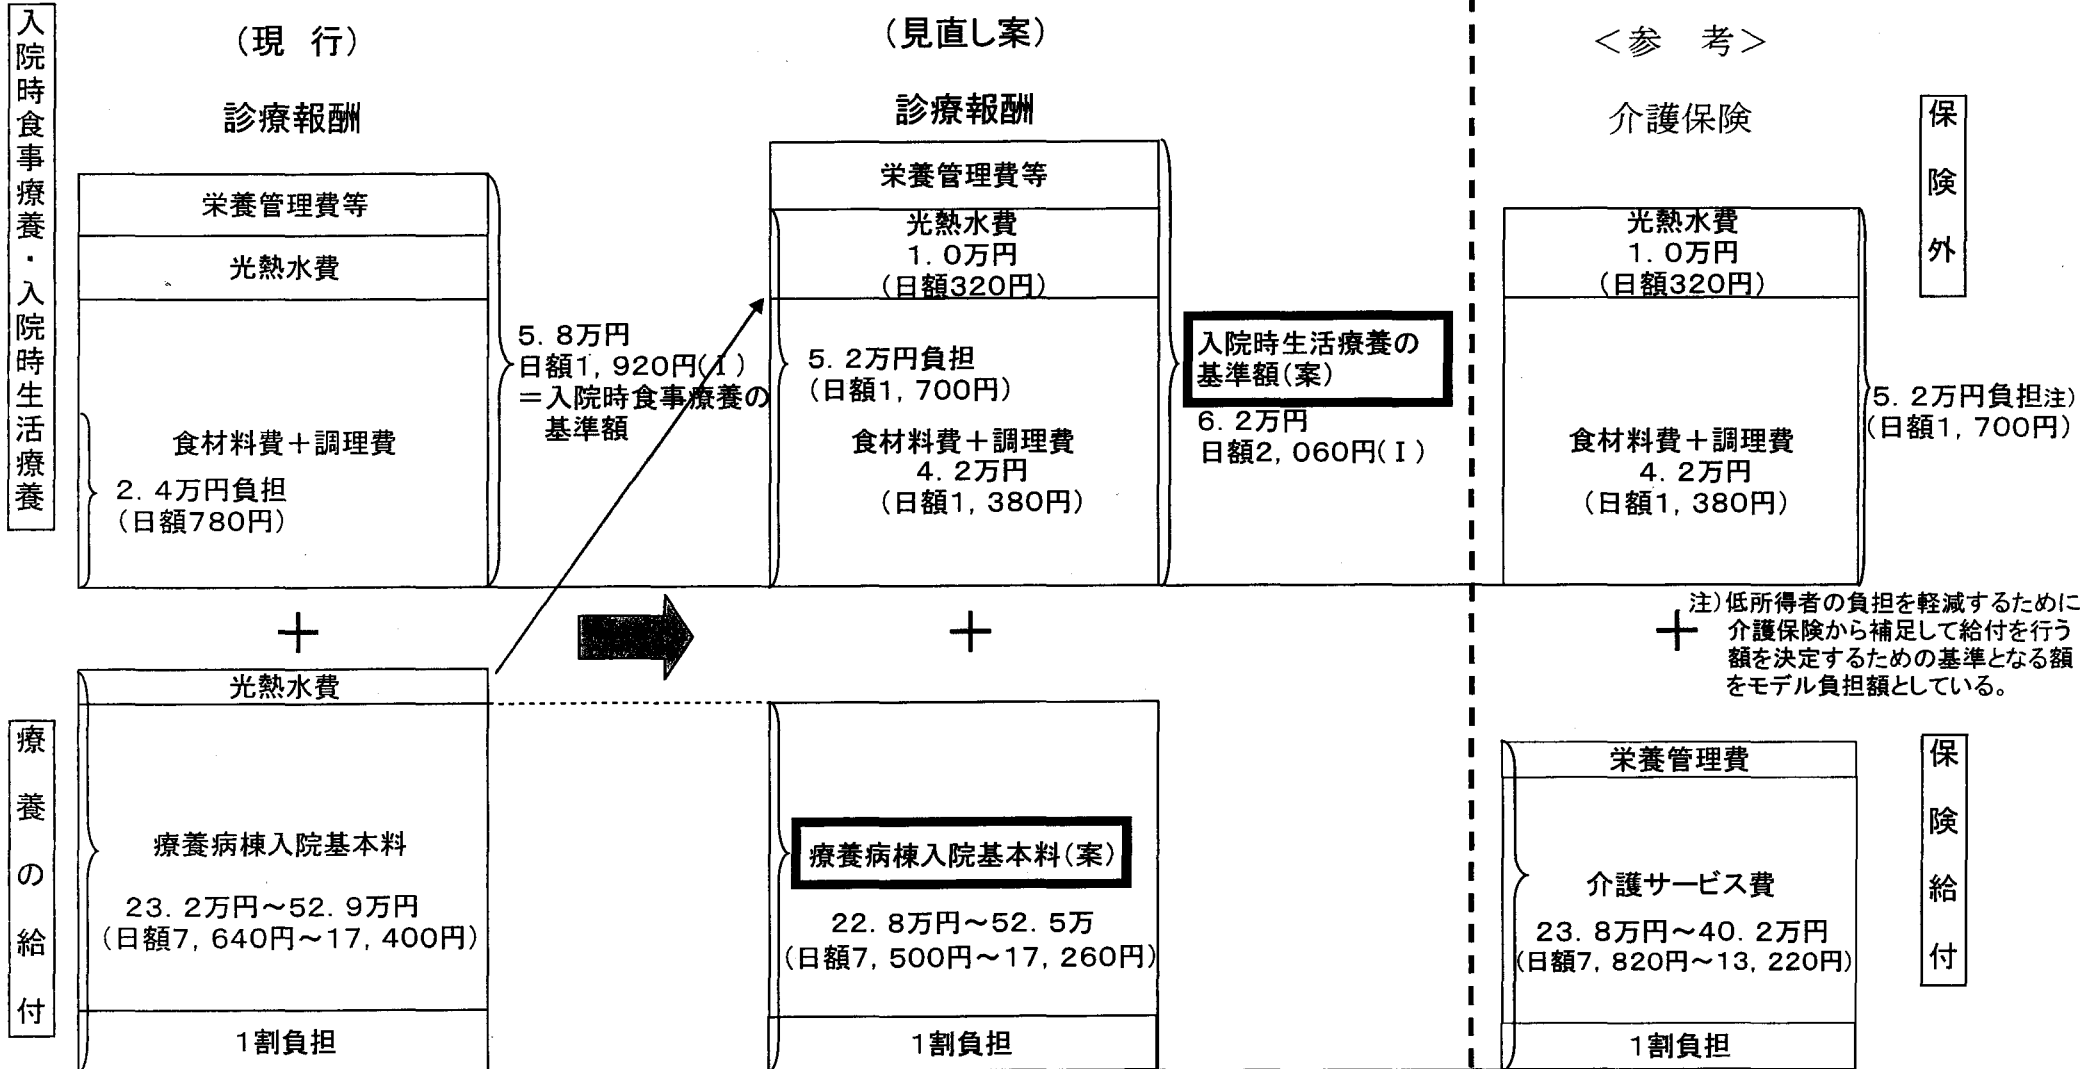 入院時食事療養・入院時生活療養
(現 行)
診療報酬
栄養管理費等
光熱水費
5.8万円
日額1,920円(Ⅰ)
=入院時食事療養の
基準額
食材料費+調理費
2.4万円負担
(日額780円)
+
療養の給付
光熱水費
療養病棟入院基本料
23.2万円~52.9万円
(日額7,640円~17,400円)
1割負担
(見直し案)
診療報酬
栄養管理費等
光熱水費
1.0万円
(日額320円)
5.2万円負担
(日額1,700円)
食材料費+調理費
4.2万円
(日額1,380円)
入院時生活療養の
基準額(案)
6.2万円
日額2,060円(Ⅰ)
+
療養病棟入院基本料(案)
22.8万円~52.5万
(日額7,500円~17,260円)
1割負担
<参 考>
介護保険
保険外
光熱水費
1.0万円
(日額320円)
食材料費+調理費
4.2万円
(日額1,380円)
5.2万円負担注)
(日額1,700円)
+
注)低所得者の負担を軽減するために
介護保険から補足して給付を行う
額を決定するための基準となる額
をモデル負担額としている。
保険給付
栄養管理費
介護サービス費
23.8万円~40.2万円
(日額7,820円~13,220円)
1割負担